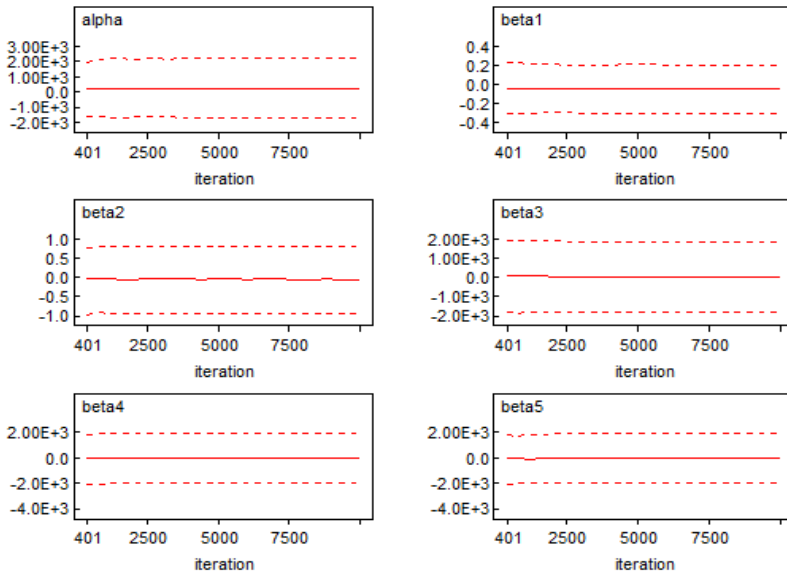 alpha
3.00E+3
2.00E+3
1.00E+3
0.0
-1.0E+3
-2.0E+3
401 2500 5000 7500
iteration
beta1
0.4
0.2
0.0
-0.2
-0.4
401 2500 5000 7500
iteration
beta2
1.0
0.5
0.0
-0.5
-1.0
401 2500 5000 7500
iteration
beta3
2.00E+3
1.00E+3
0.0
-1.0E+3
-2.0E+3
401 2500 5000 7500
iteration
beta4
2.00E+3
0.0
-2.0E+3
-4.0E+3
401 2500 5000 7500
iteration
beta5
2.00E+3
0.0
-2.0E+3
-4.0E+3
401 2500 5000 7500
iteration